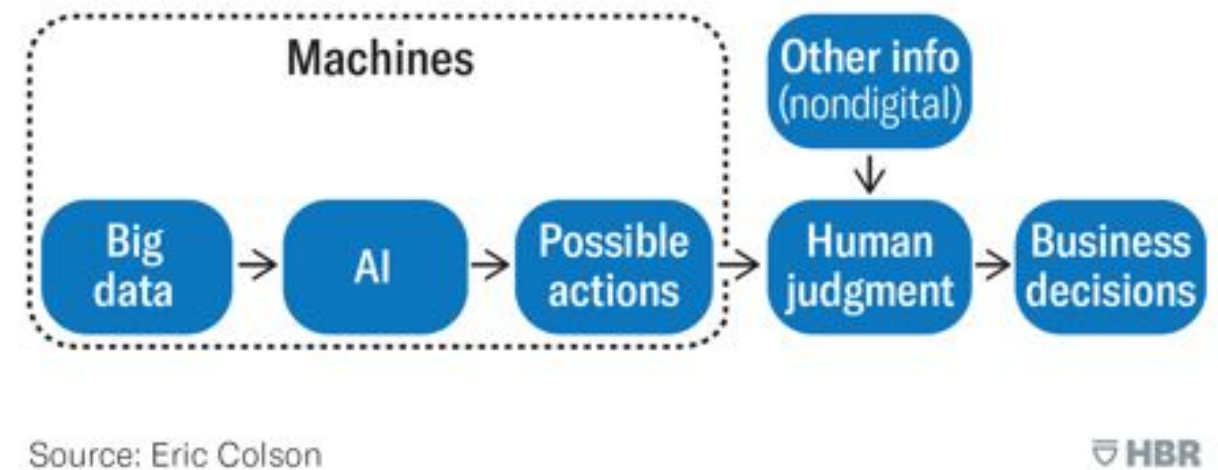 Machines
Other info
(nondigital)
Big
data
AI
Possible
actions
Human
judgment
Business
decisions
Source: Eric Colson
HBR